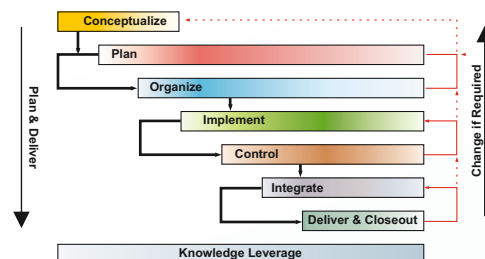 Conceptualize
Plan
Organize
Implement
Control
Integrate
Deliver & Closeout
Knowledge Leverage
Plan & Deliver
Change if Required